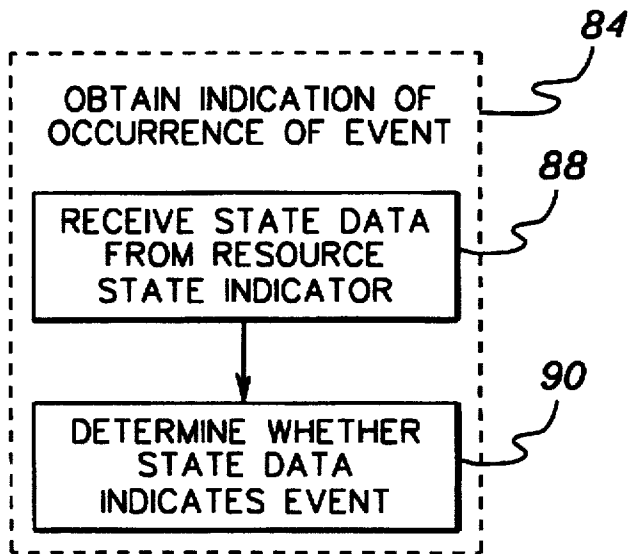 84
OBTAIN INDICATION OF
OCCURRENCE OF EVENT
88
RECEIVE STATE DATA
FROM RESOURCE
STATE INDICATOR
90
DETERMINE WHETHER
STATE DATA
INDICATES EVENT